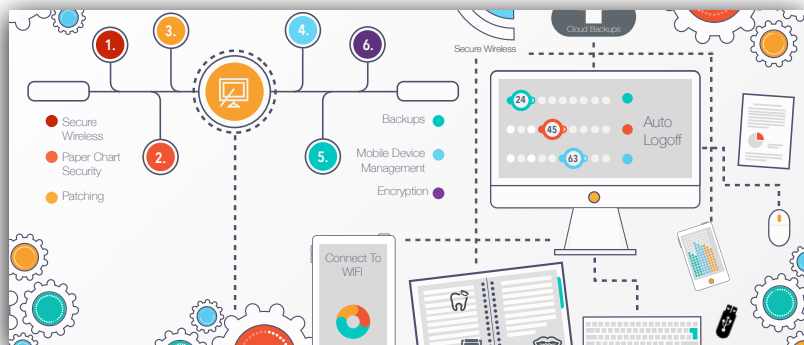 3.
4.
1.
6.
Secure Wireless
Cloud Backups
2.
5.
Secure
Wireless
Paper Chart
Security
Patching
Backups
Mobile Device
Management
Encryption
24
45
63
Auto
Logoff
Connect To
WIFI